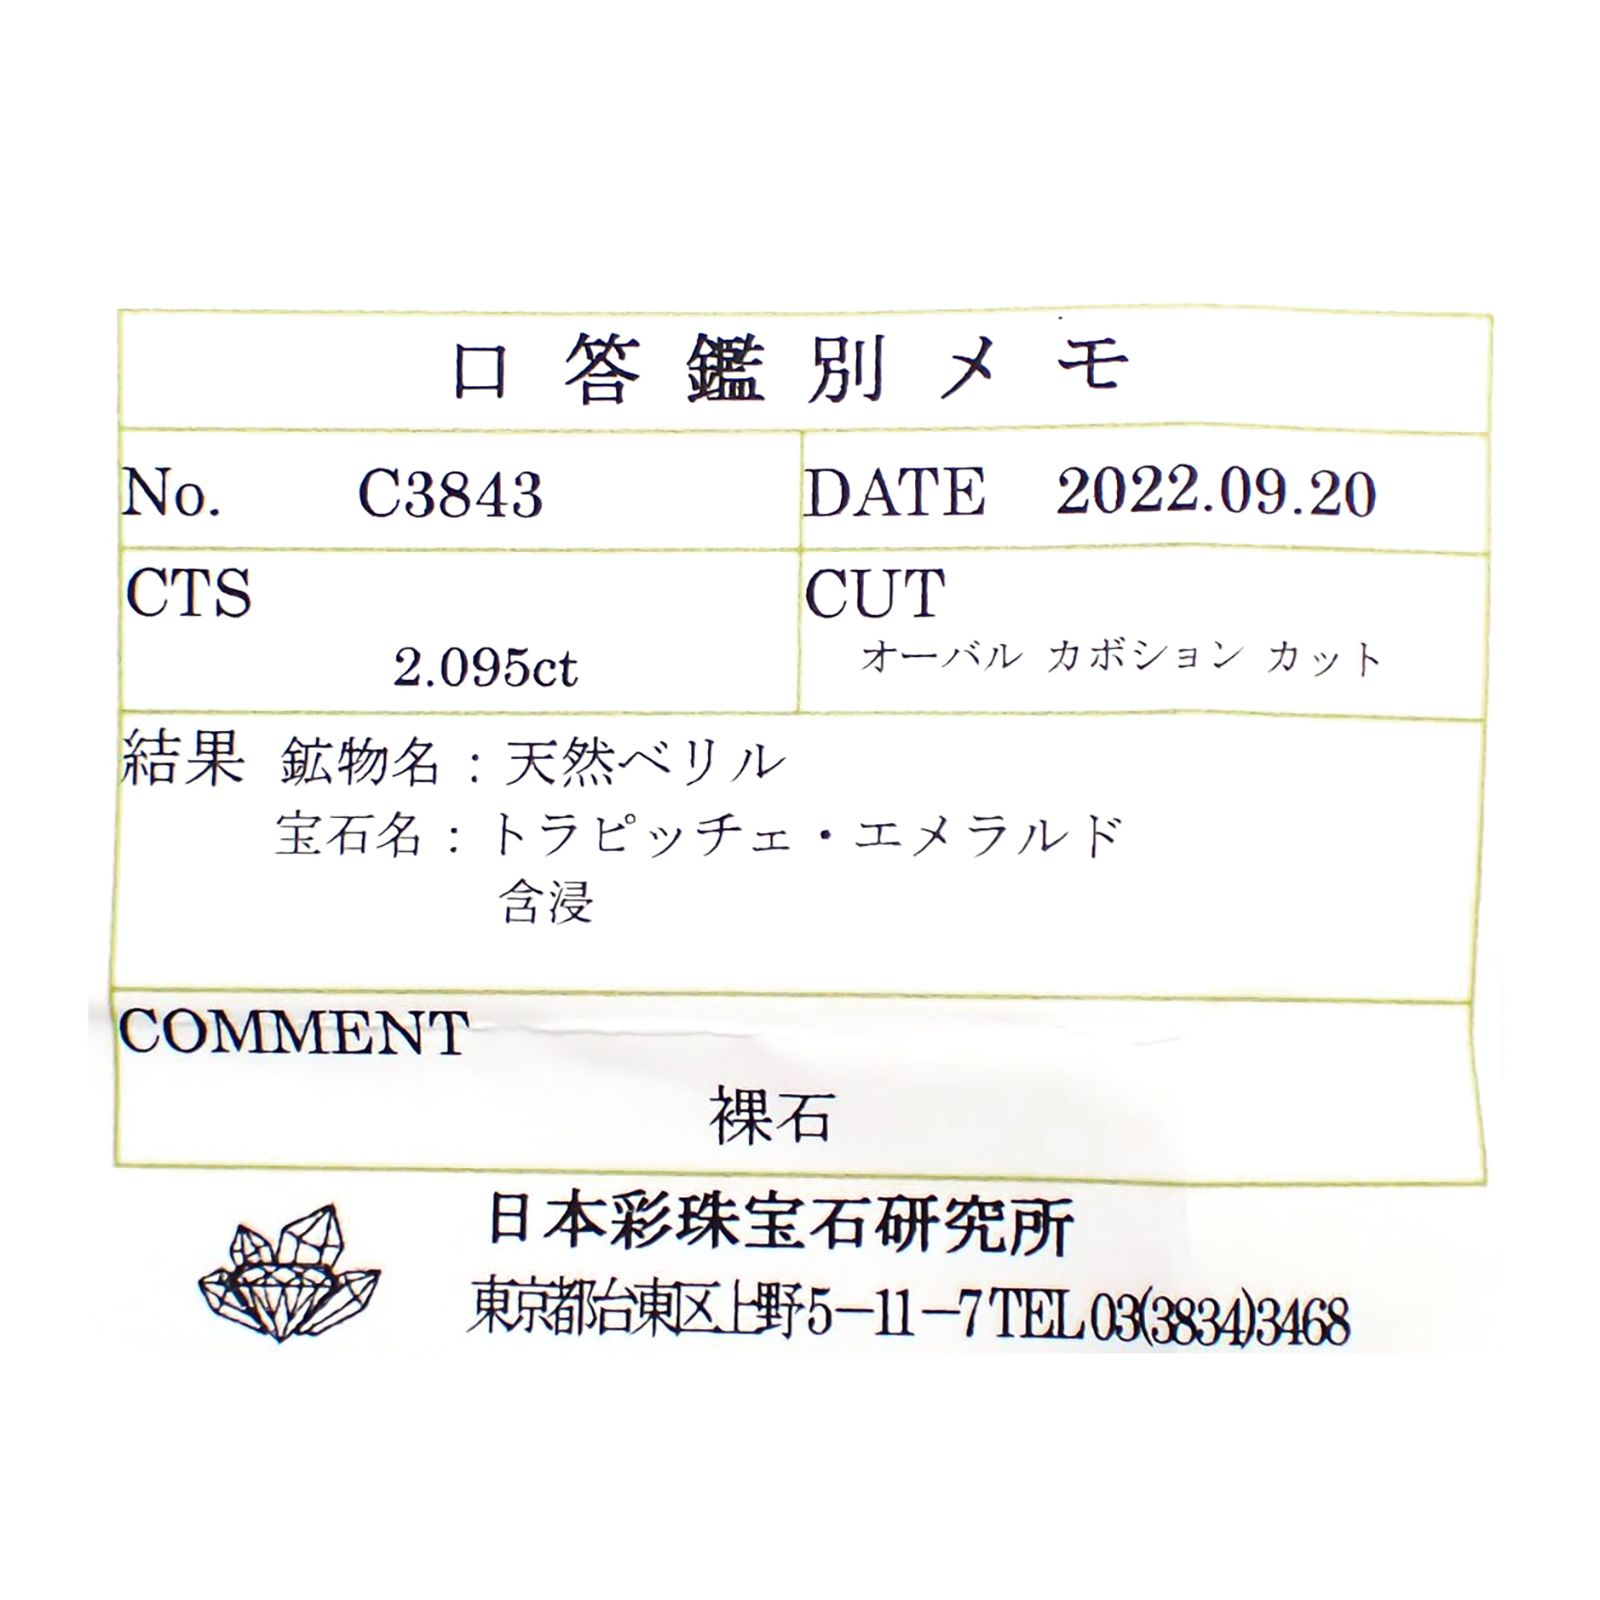 口答鑑別メモ
No. C3843 DATE 2022.09.20
CTS CUT
2.095ct オーバル カボション カット
結果 鉱物名：天然ベリル
宝石名：トラピッチェ・エメラルド
含浸
COMMENT
裸石
日本彩珠宝石研究所
東京都台東区上野5-11-7 TEL 03(3834)3468